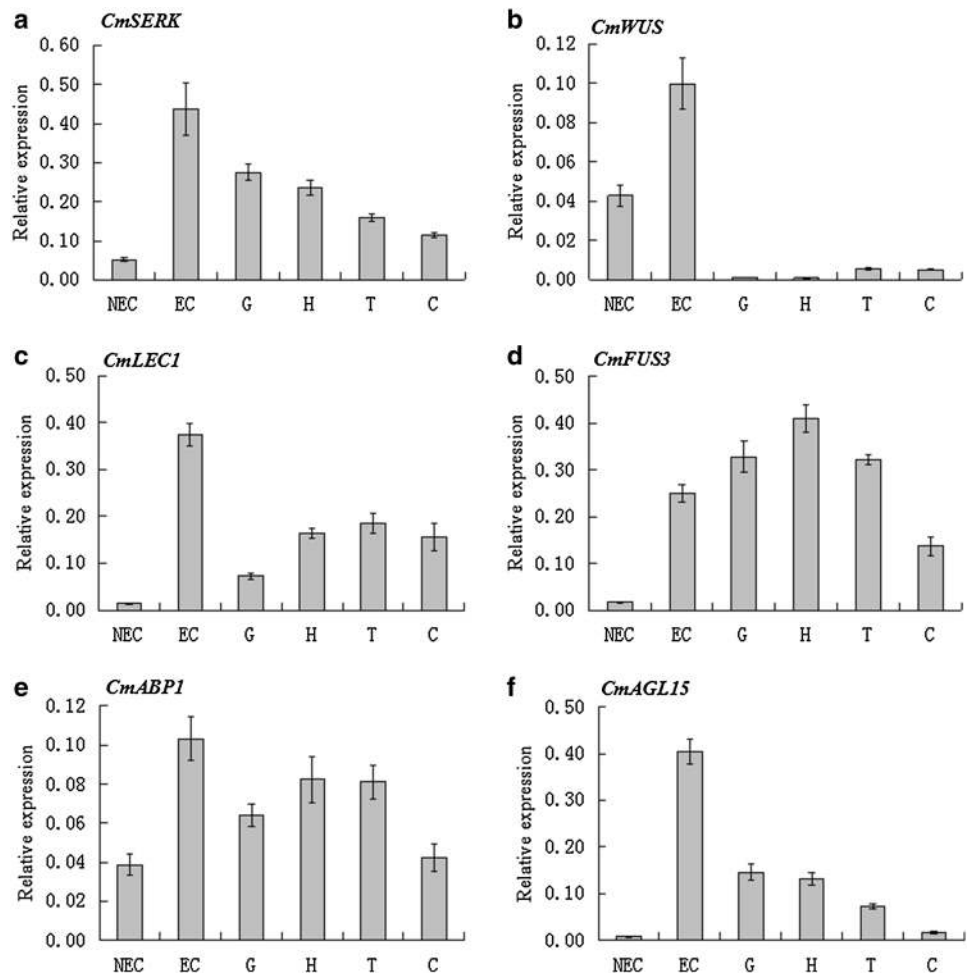 a CmSERK
Relative expression
0.60
0.50
0.40
0.30
0.20
0.10
0.00
NEC EC G H T C
b CmWUS
Relative expression
0.12
0.10
0.08
0.06
0.04
0.02
0.00
NEC EC G H T C
c CmLEC1
Relative expression
0.50
0.40
0.30
0.20
0.10
0.00
NEC EC G H T C
d CmFUS3
Relative expression
0.50
0.40
0.30
0.20
0.10
0.00
NEC EC G H T C
e CmABP1
Relative expression
0.12
0.10
0.08
0.06
0.04
0.02
0.00
NEC EC G H T C
f CmAGL15
Relative expression
0.50
0.40
0.30
0.20
0.10
0.00
NEC EC G H T C